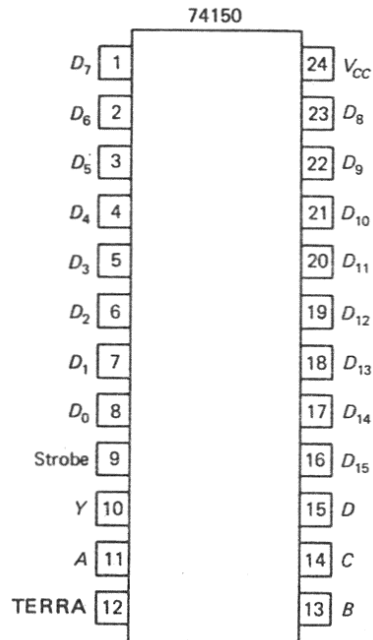 74150
D7 1 24 VCC
D6 2 23 D8
D5 3 22 D9
D4 4 21 D10
D3 5 20 D11
D2 6 19 D12
D1 7 18 D13
D0 8 17 D14
Strobe 9 16 D15
Y 10 15 D
A 11 14 C
TERRA 12 13 B